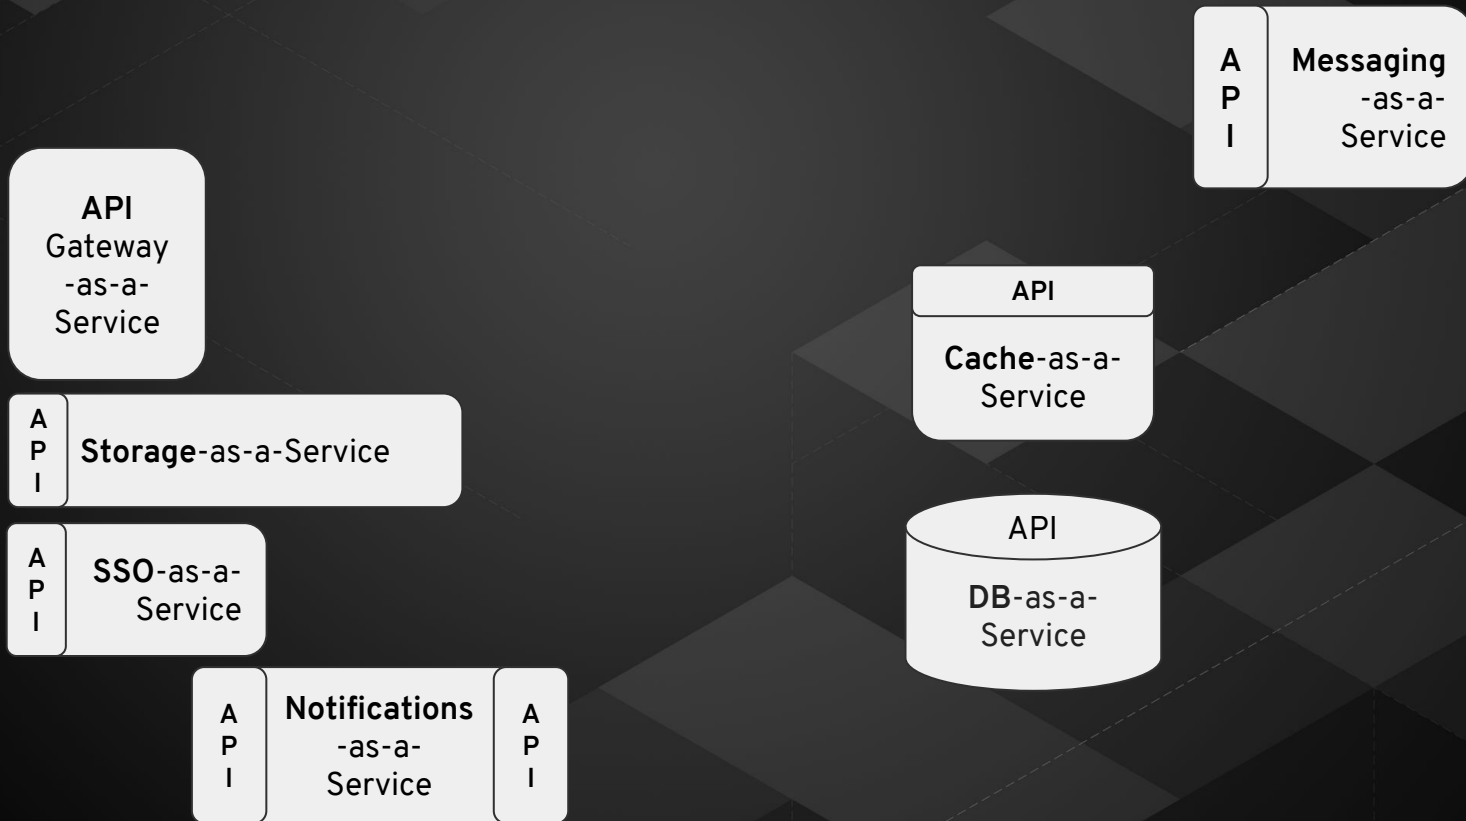 A
P
I
Messaging
-as-a-
Service
API
Gateway
-as-a-
Service
API
Cache-as-a-
Service
A
P
I
Storage-as-a-Service
A
P
I
SSO-as-a-
Service
API
DB-as-a-
Service
A
P
I
Notifications
-as-a-
Service
A
P
I